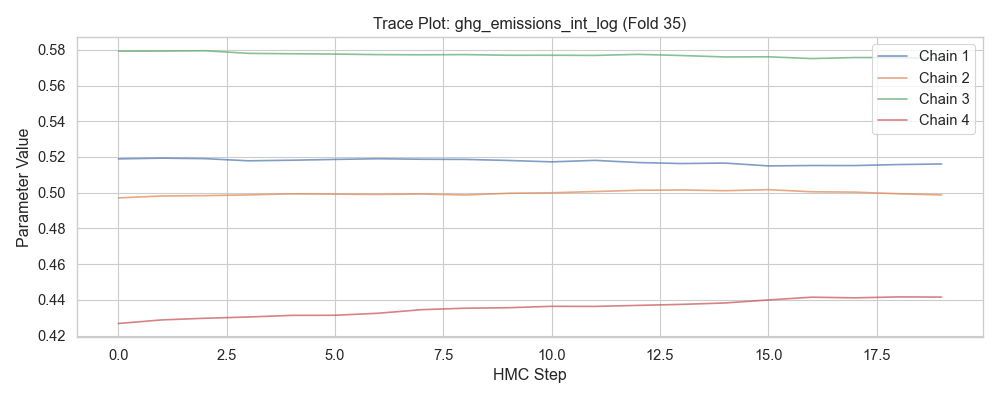 Trace Plot: ghg_emissions_int_log (Fold 35)
Parameter Value
0.58
0.56
0.54
0.52
0.50
0.48
0.46
0.44
0.42
Chain 1
Chain 2
Chain 3
Chain 4
0.0 2.5 5.0 7.5 10.0 12.5 15.0 17.5
HMC Step